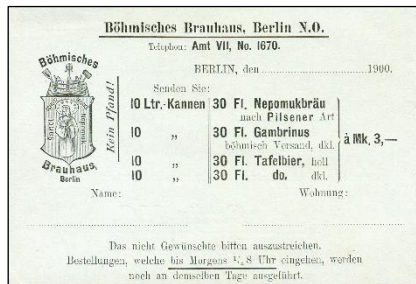 Böhmisches Brauhaus, Berlin N.O.
Telephon: Amt VII, No. 1670.
BERLIN, den 1900.
Böhmisches
Brauhaus,
Berlin
Kein Pfand!
Senden Sie:
10 Ltr.-Kannen 30 Fl. Nepomukbräu
nach Pilsener Art
10 „ 30 Fl. Gambrinus
böhmisch Versand, dkl.
10 „ 30 Fl. Tafelbier, hell
10 „ 30 Fl. do. dkl.
à Mk. 3,—
Name: Wohnung:
Das nicht Gewünschte bitten auszustreichen.
Bestellungen, welche bis Morgens ½8 Uhr eingehen, werden
noch an demselben Tage ausgeführt.